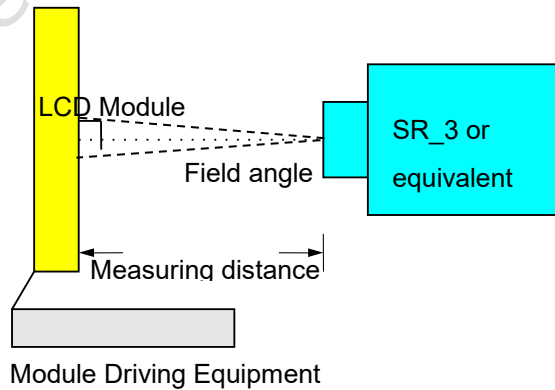 LCD Module
SR_3 or
equivalent
Field angle
Measuring distance
Module Driving Equipment